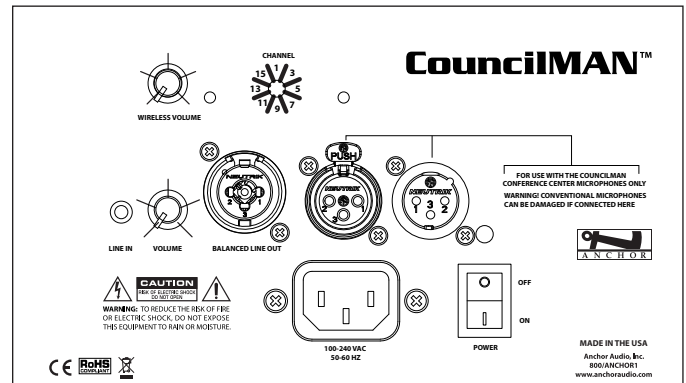 CouncilMAN™
CHANNEL
1
3
5
7
9
11
13
15
WIRELESS VOLUME
PUSH
NEUTRIK
2
1
3
NEUTRIK
2
1
3
NEUTRIK
1
3
2
FOR USE WITH THE COUNCILMAN
CONFERENCE CENTER MICROPHONES ONLY
WARNING! CONVENTIONAL MICROPHONES
CAN BE DAMAGED IF CONNECTED HERE
LINE IN
VOLUME
BALANCED LINE OUT
ANCHOR
CAUTION
RISK OF ELECTRIC SHOCK
DO NOT OPEN
WARNING: TO REDUCE THE RISK OF FIRE
OR ELECTRIC SHOCK, DO NOT EXPOSE
THIS EQUIPMENT TO RAIN OR MOISTURE.
OFF
ON
100-240 VAC
50-60 HZ
POWER
CE
RoHS
COMPLIANT
MADE IN THE USA
Anchor Audio, Inc.
800/ANCHOR1
www.anchoraudio.com